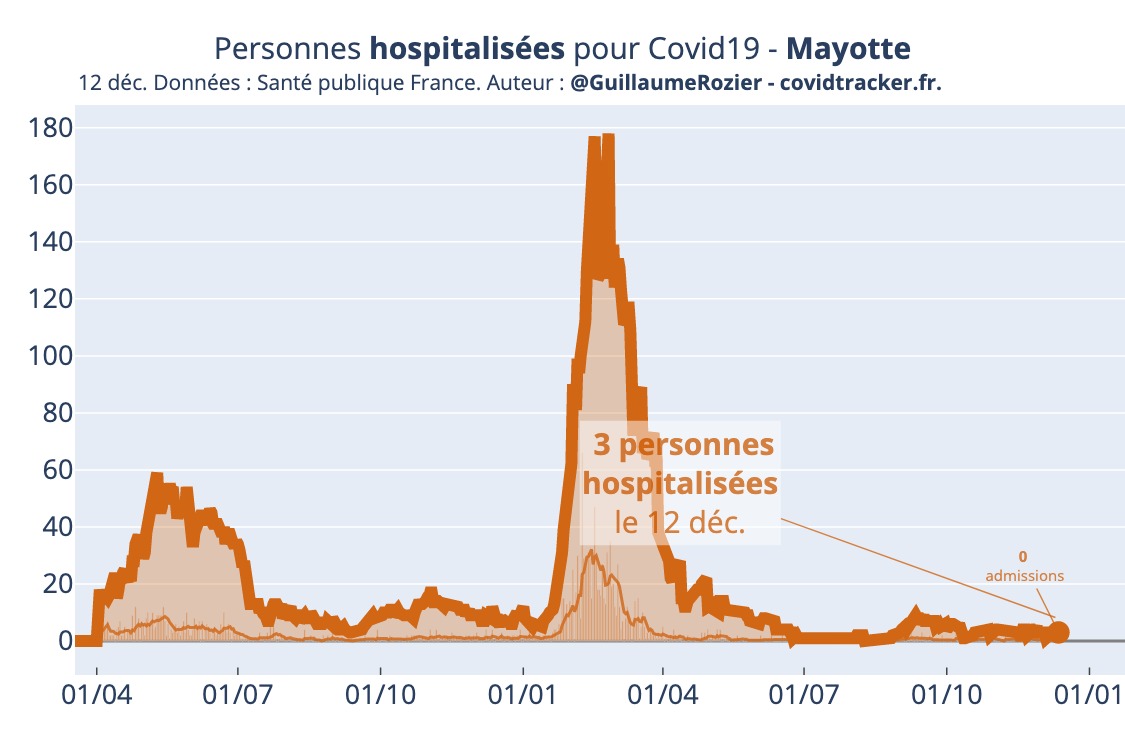 Personnes hospitalisées pour Covid19 - Mayotte
12 déc. Données : Santé publique France. Auteur : @GuillaumeRozier - covidtracker.fr.
180
160
140
120
100
80
60
40
20
0
3 personnes
hospitalisées
le 12 déc.
0
admissions
01/04 01/07 01/10 01/01 01/04 01/07 01/10 01/01